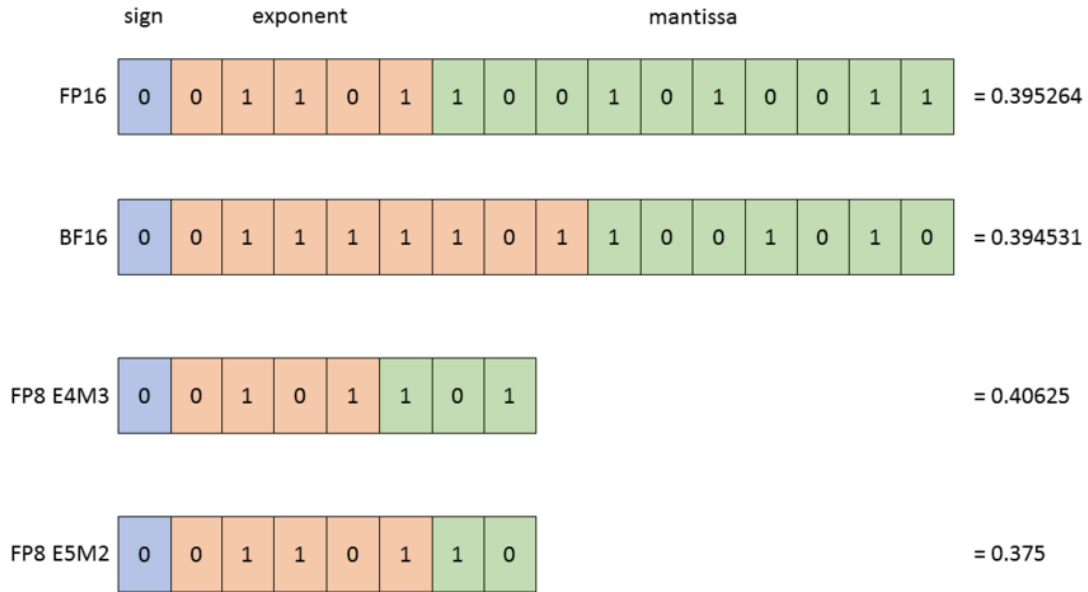 sign exponent mantissa
FP16 0 0 1 1 0 1 1 0 0 1 0 1 0 0 1 1 = 0.395264
BF16 0 0 1 1 1 1 1 0 1 1 0 0 1 0 1 0 = 0.394531
FP8 E4M3 0 0 1 0 1 1 0 1 = 0.40625
FP8 E5M2 0 0 1 1 0 1 1 0 = 0.375